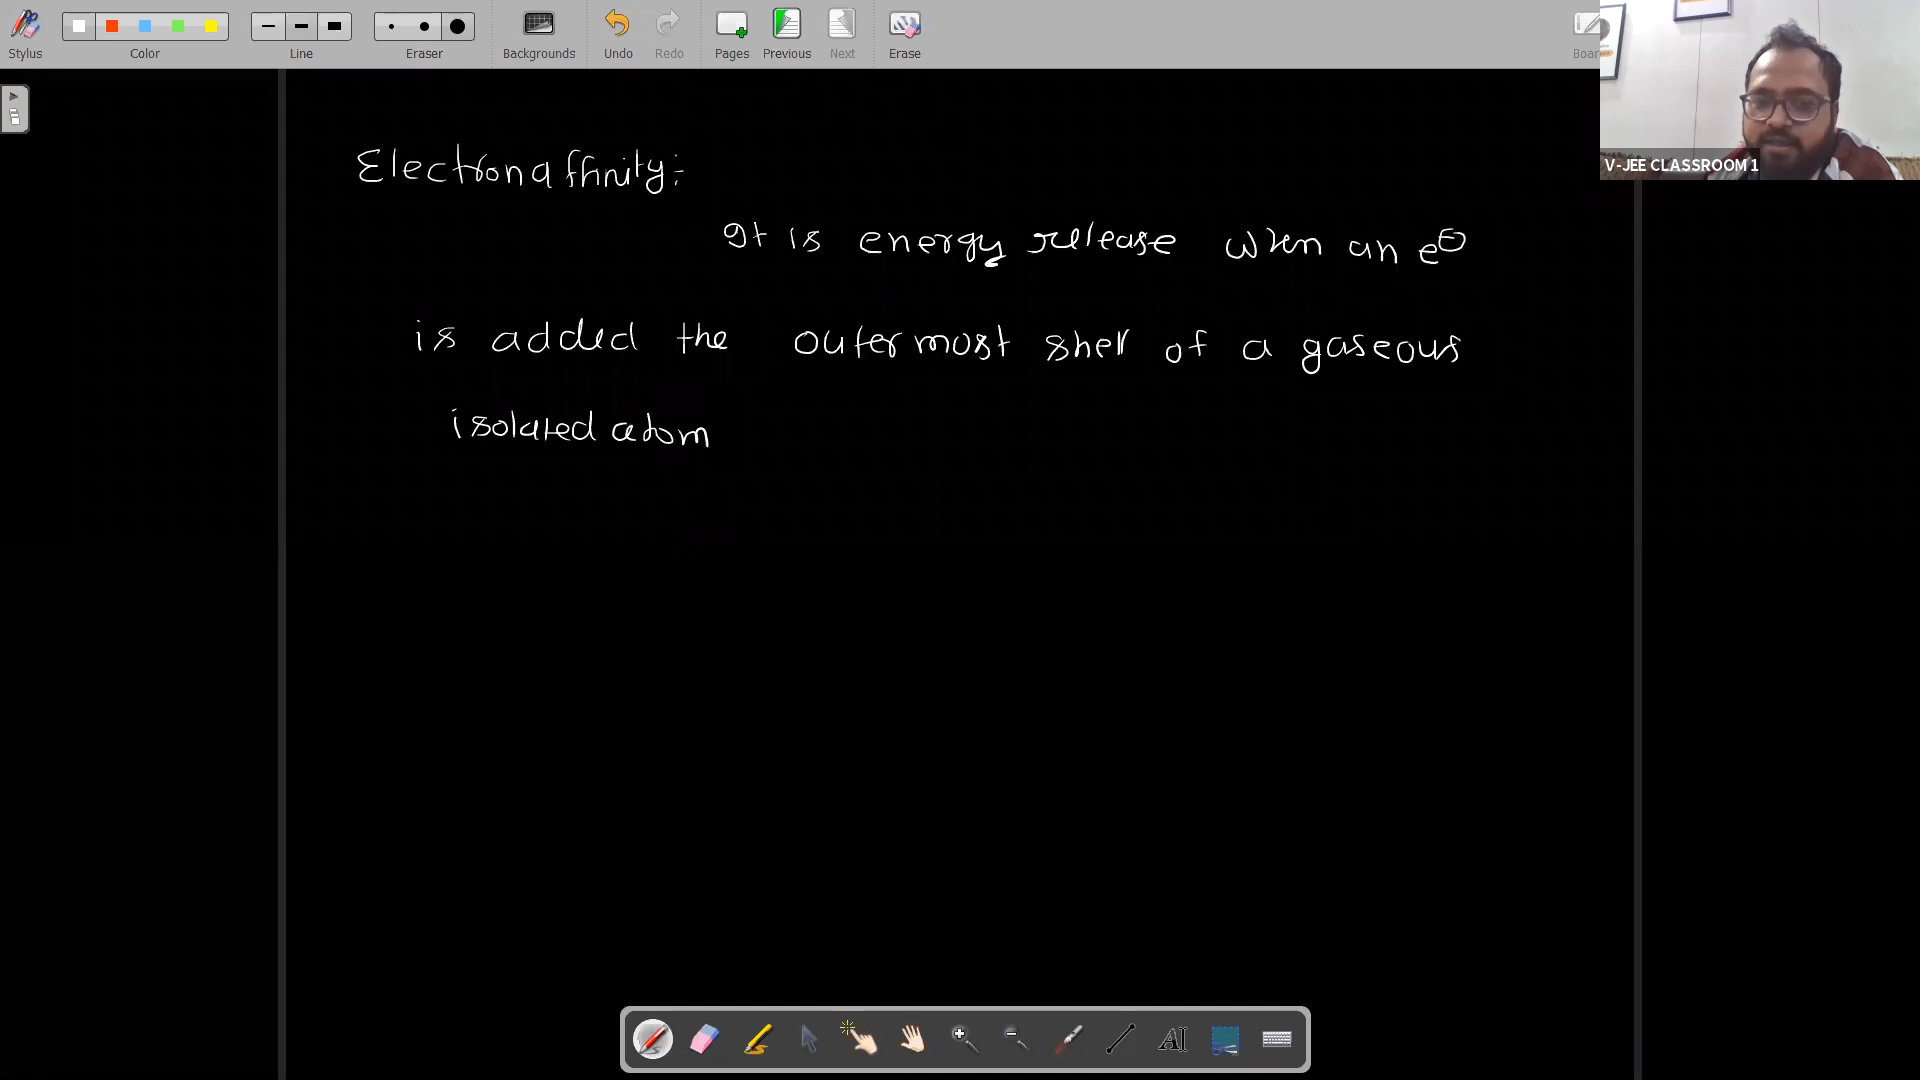 Stylus Color Line Eraser Backgrounds Undo Redo Pages Previous Next Erase
V-JEE CLASSROOM 1
Electron affinity:
It is energy release when an e⊖
is added the outermost shell of a gaseous
isolated atom